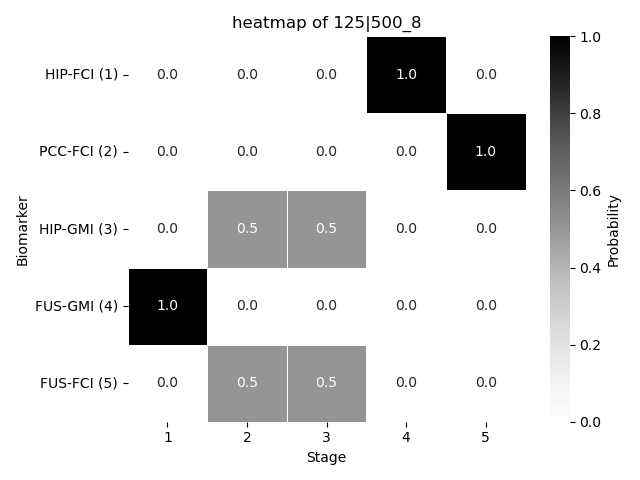 heatmap of 125|500_8
HIP-FCI (1) 0.0 0.0 0.0 1.0 0.0
PCC-FCI (2) 0.0 0.0 0.0 0.0 1.0
HIP-GMI (3) 0.0 0.5 0.5 0.0 0.0
FUS-GMI (4) 1.0 0.0 0.0 0.0 0.0
FUS-FCI (5) 0.0 0.5 0.5 0.0 0.0
1 2 3 4 5
Stage
Biomarker
1.0
0.8
0.6
0.4
0.2
0.0
Probability